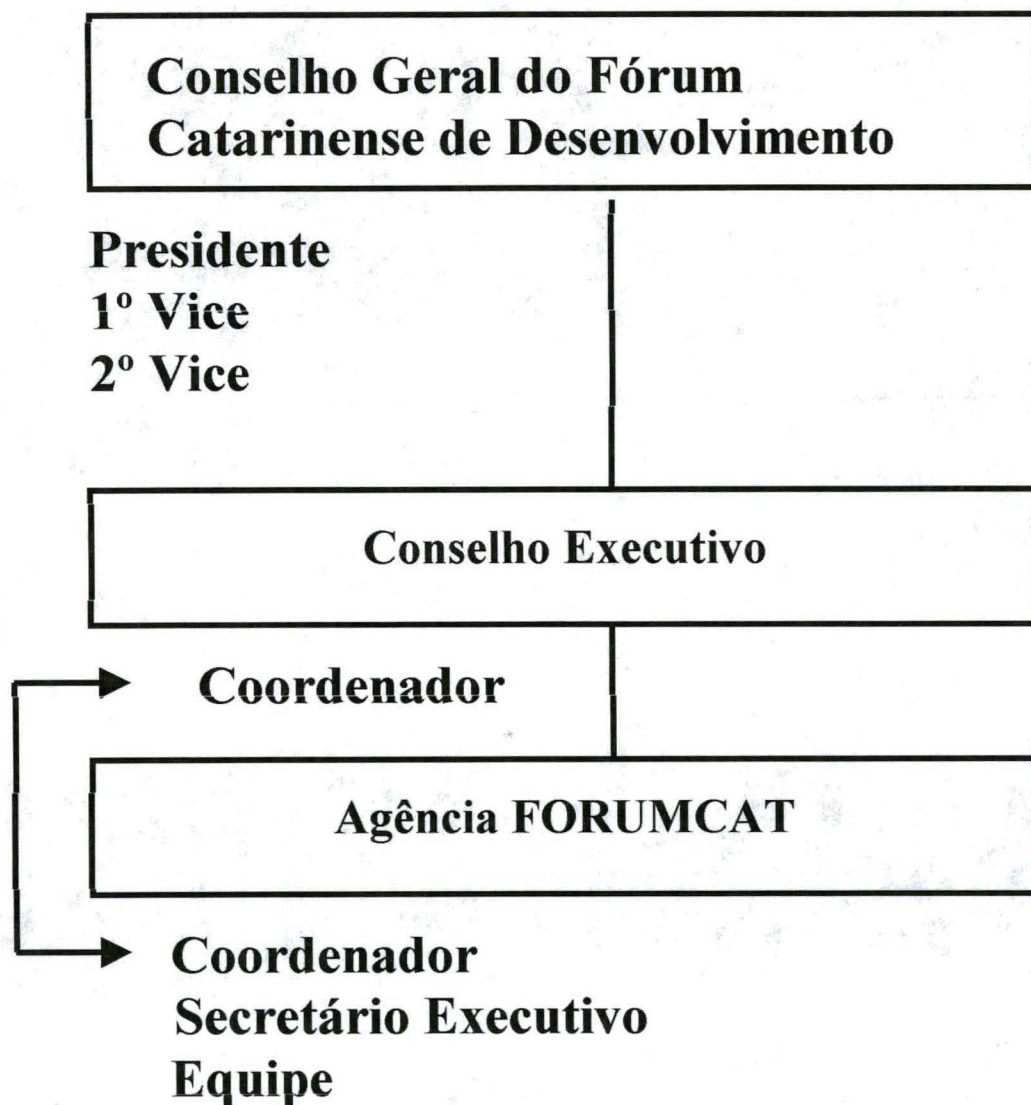 Conselho Geral do Fórum
Catarinense de Desenvolvimento
Presidente
1º Vice
2º Vice
Conselho Executivo
Coordenador
Agência FORUMCAT
Coordenador
Secretário Executivo
Equipe